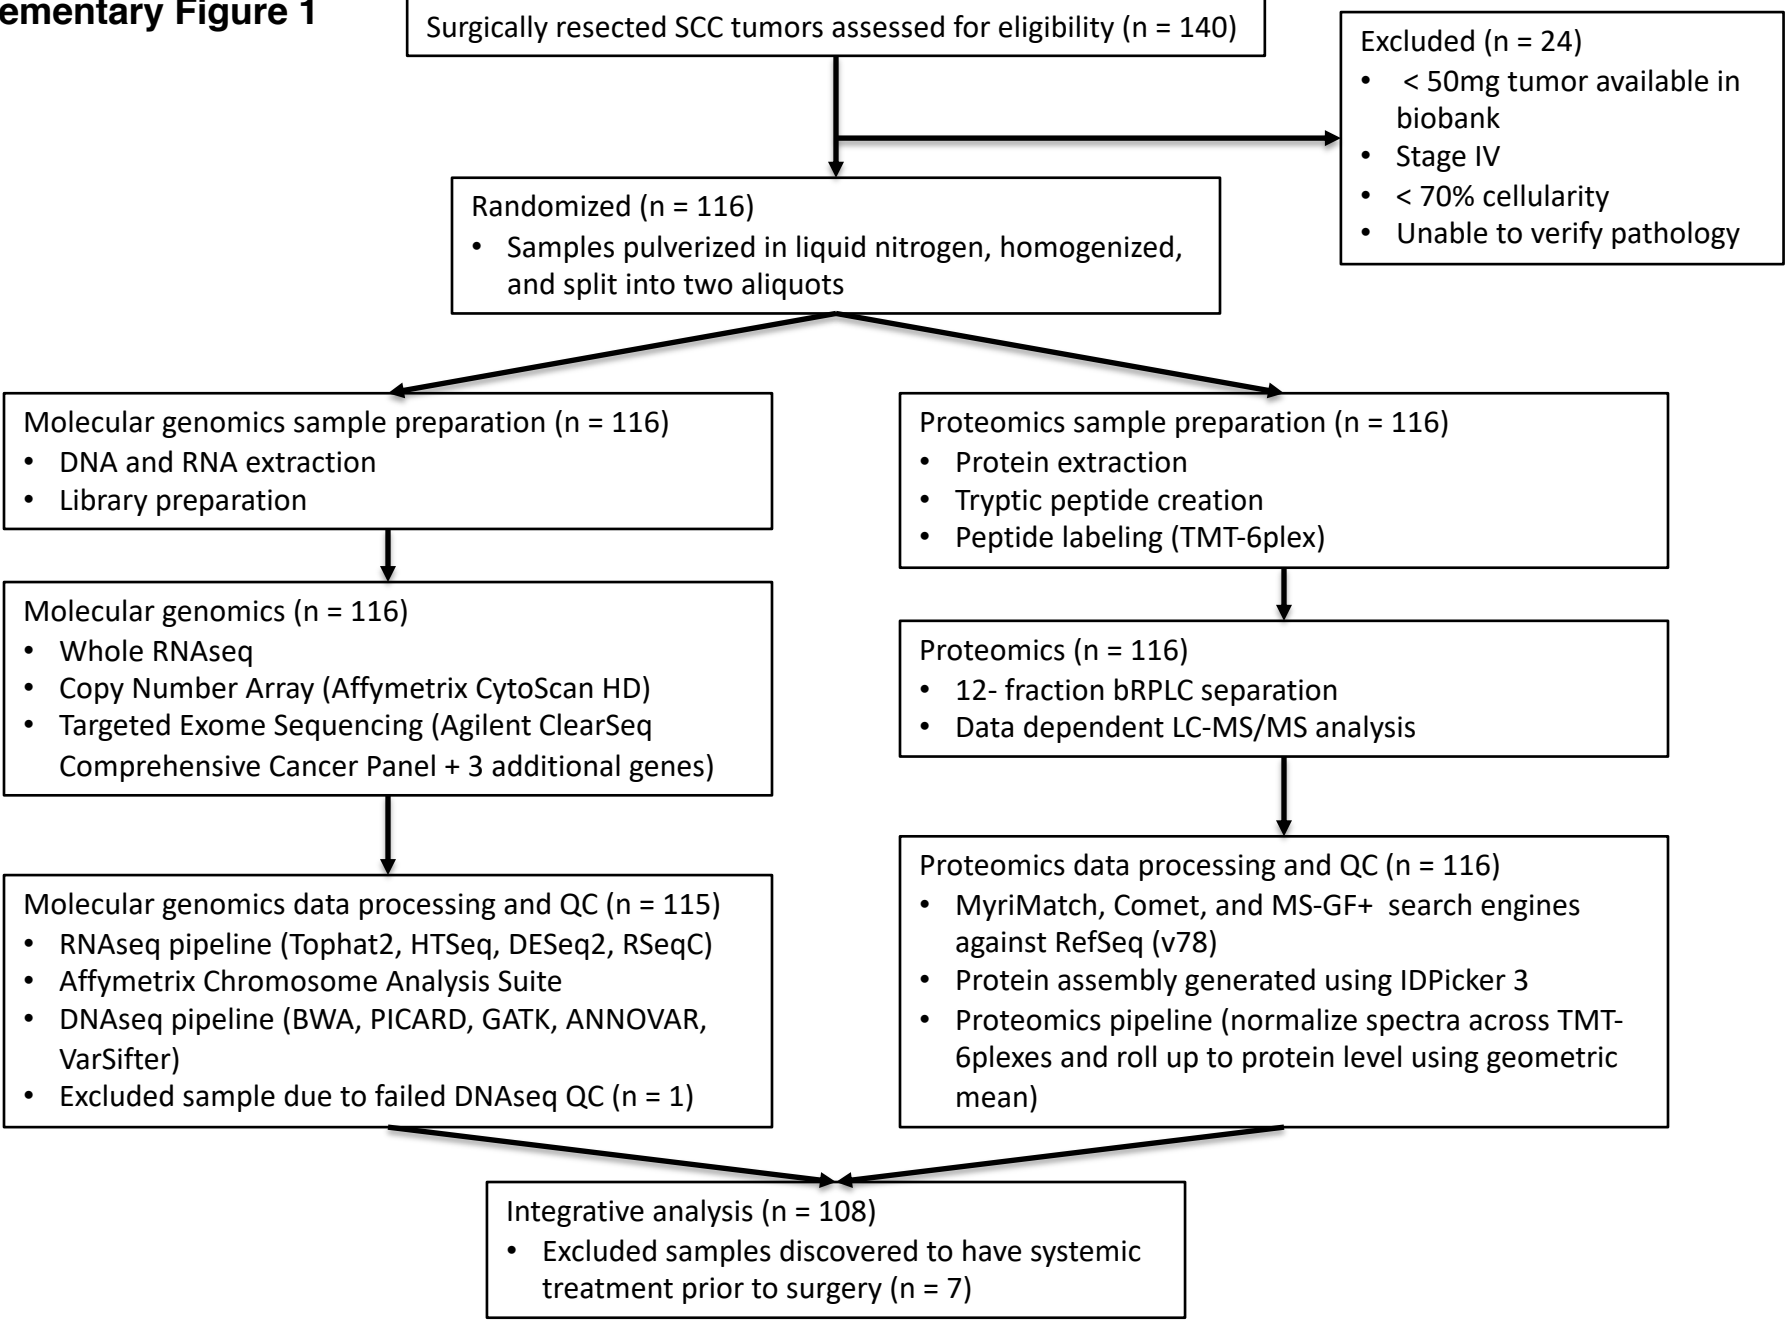 ementary Figure 1
Surgically resected SCC tumors assessed for eligibility (n = 140)
Excluded (n = 24)
• < 50mg tumor available in
biobank
• Stage IV
• < 70% cellularity
• Unable to verify pathology
Randomized (n = 116)
• Samples pulverized in liquid nitrogen, homogenized,
and split into two aliquots
Molecular genomics sample preparation (n = 116)
• DNA and RNA extraction
• Library preparation
Proteomics sample preparation (n = 116)
• Protein extraction
• Tryptic peptide creation
• Peptide labeling (TMT-6plex)
Molecular genomics (n = 116)
• Whole RNAseq
• Copy Number Array (Affymetrix CytoScan HD)
• Targeted Exome Sequencing (Agilent ClearSeq
Comprehensive Cancer Panel + 3 additional genes)
Proteomics (n = 116)
• 12- fraction bRPLC separation
• Data dependent LC-MS/MS analysis
Molecular genomics data processing and QC (n = 115)
• RNAseq pipeline (Tophat2, HTSeq, DESeq2, RSeqC)
• Affymetrix Chromosome Analysis Suite
• DNAseq pipeline (BWA, PICARD, GATK, ANNOVAR,
VarSifter)
• Excluded sample due to failed DNAseq QC (n = 1)
Proteomics data processing and QC (n = 116)
• MyriMatch, Comet, and MS-GF+ search engines
against RefSeq (v78)
• Protein assembly generated using IDPicker 3
• Proteomics pipeline (normalize spectra across TMT-
6plexes and roll up to protein level using geometric
mean)
Integrative analysis (n = 108)
• Excluded samples discovered to have systemic
treatment prior to surgery (n = 7)